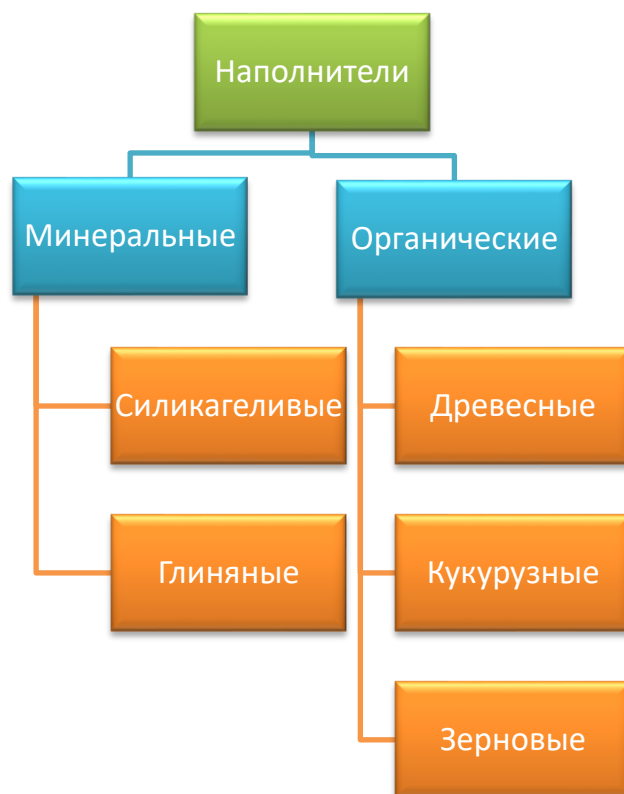 Наполнители
Минеральные
Органические
Силикагеливые
Древесные
Глиняные
Кукурузные
Зерновые